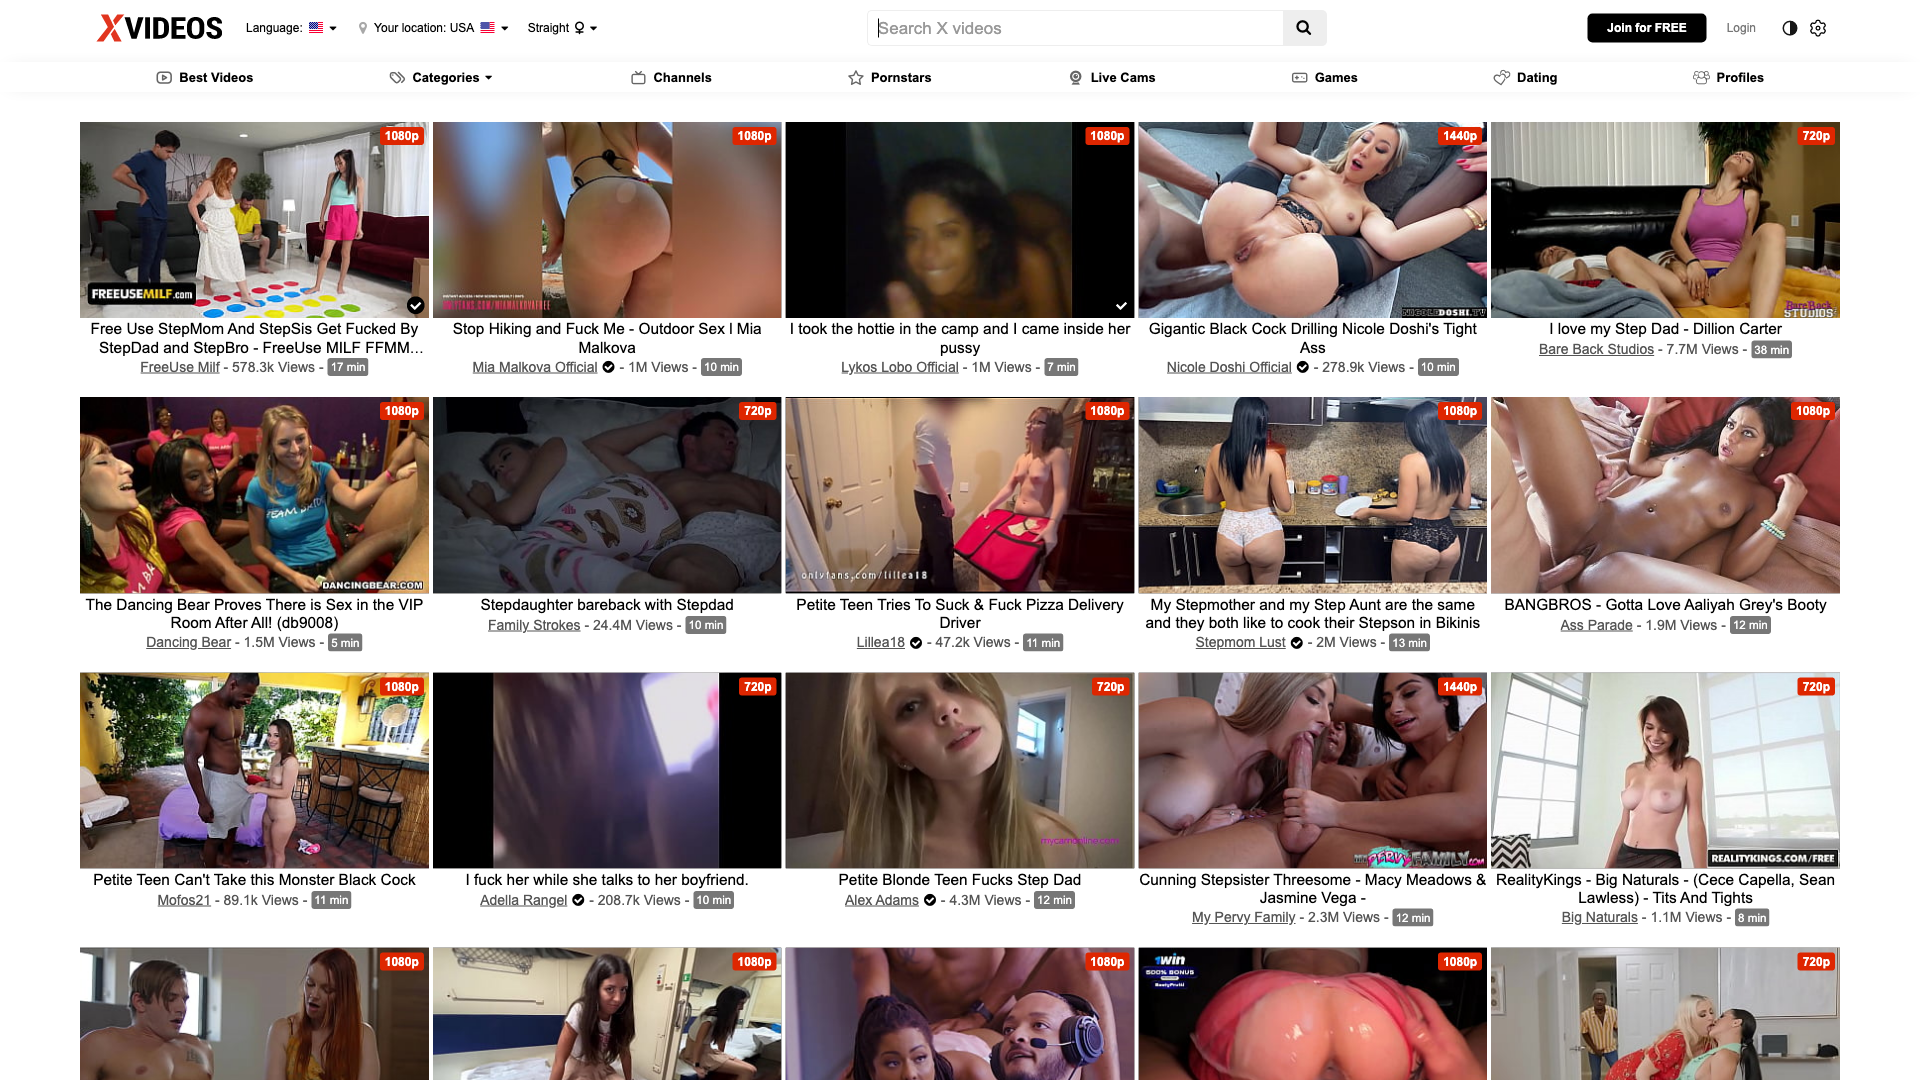 XVIDEOS
Language:
Your location: USA
Straight
Search X videos
Join for FREE
Login
Best Videos
Categories
Channels
Pornstars
Live Cams
Games
Dating
Profiles
1080p
1080p
1080p
1440p
720p
FREEUSEMILF.com
NICOLEDOSHI.TV
BareBack
STUDIOS
Free Use StepMom And StepSis Get Fucked By
StepDad and StepBro - FreeUse MILF FFMM…
FreeUse Milf - 578.3k Views - 17 min
Stop Hiking and Fuck Me - Outdoor Sex I Mia
Malkova
Mia Malkova Official - 1M Views - 10 min
I took the hottie in the camp and I came inside her
pussy
Lykos Lobo Official - 1M Views - 7 min
Gigantic Black Cock Drilling Nicole Doshi's Tight
Ass
Nicole Doshi Official - 278.9k Views - 10 min
I love my Step Dad - Dillion Carter
Bare Back Studios - 7.7M Views - 38 min
1080p
720p
1080p
1080p
1080p
TEAM BRIDE
DANCINGBEAR.COM
onlyfans.com/lillea18
The Dancing Bear Proves There is Sex in the VIP
Room After All! (db9008)
Dancing Bear - 1.5M Views - 5 min
Stepdaughter bareback with Stepdad
Family Strokes - 24.4M Views - 10 min
Petite Teen Tries To Suck & Fuck Pizza Delivery
Driver
Lillea18 - 47.2k Views - 11 min
My Stepmother and my Step Aunt are the same
and they both like to cook their Stepson in Bikinis
Stepmom Lust - 2M Views - 13 min
BANGBROS - Gotta Love Aaliyah Grey's Booty
Ass Parade - 1.9M Views - 12 min
1080p
720p
720p
1440p
720p
mycamonline.com
MY PERVY FAMILY.COM
REALITYKINGS.COM/FREE
Petite Teen Can't Take this Monster Black Cock
Mofos21 - 89.1k Views - 11 min
I fuck her while she talks to her boyfriend.
Adella Rangel - 208.7k Views - 10 min
Petite Blonde Teen Fucks Step Dad
Alex Adams - 4.3M Views - 12 min
Cunning Stepsister Threesome - Macy Meadows &
Jasmine Vega -
My Pervy Family - 2.3M Views - 12 min
RealityKings - Big Naturals - (Cece Capella, Sean
Lawless) - Tits And Tights
Big Naturals - 1.1M Views - 8 min
1080p
1080p
1080p
1080p
720p
1win
500% BONUS
BootyFrutti